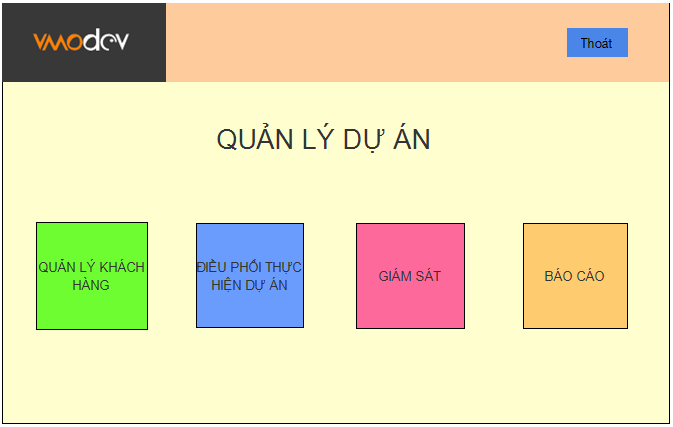 vmodev
Thoát
QUẢN LÝ DỰ ÁN
QUẢN LÝ KHÁCH
HÀNG
ĐIỀU PHỐI THỰC
HIỆN DỰ ÁN
GIÁM SÁT
BÁO CÁO